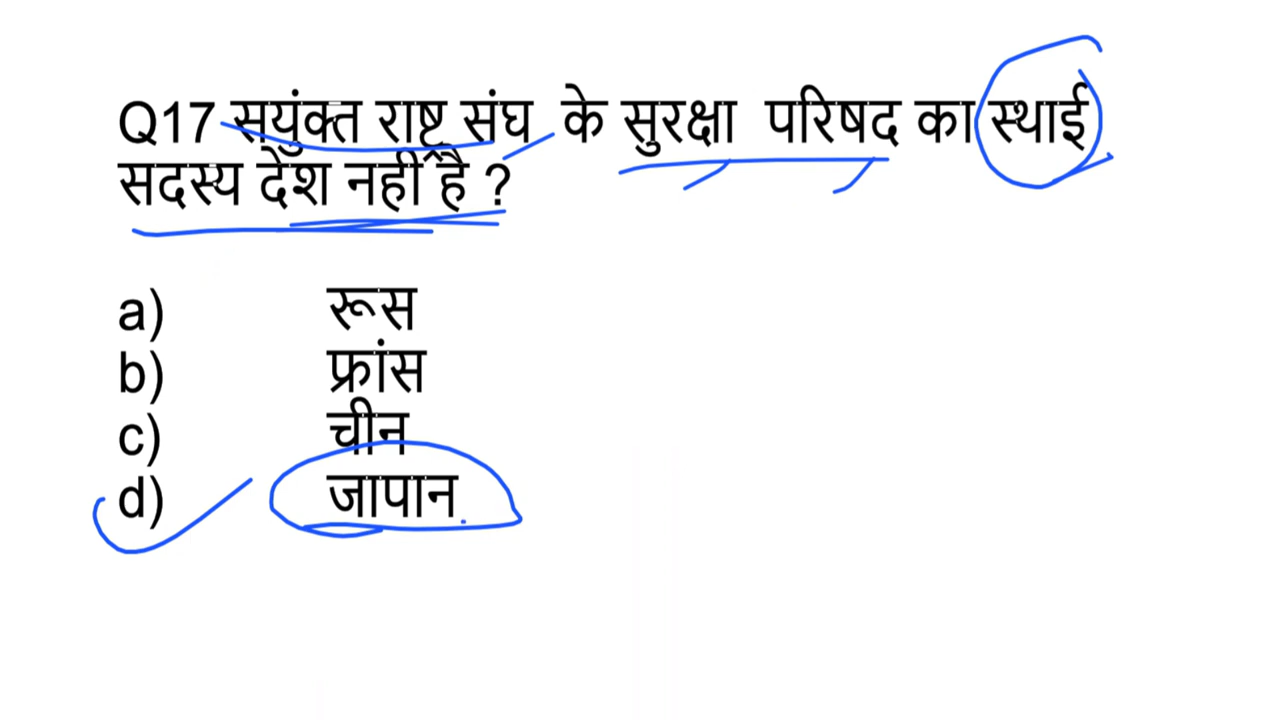 Q17 सयुंक्त राष्ट्र संघ के सुरक्षा परिषद का स्थाई
सदस्य देश नही है ?
a) रूस
b) फ्रांस
c) चीन
d) जापान